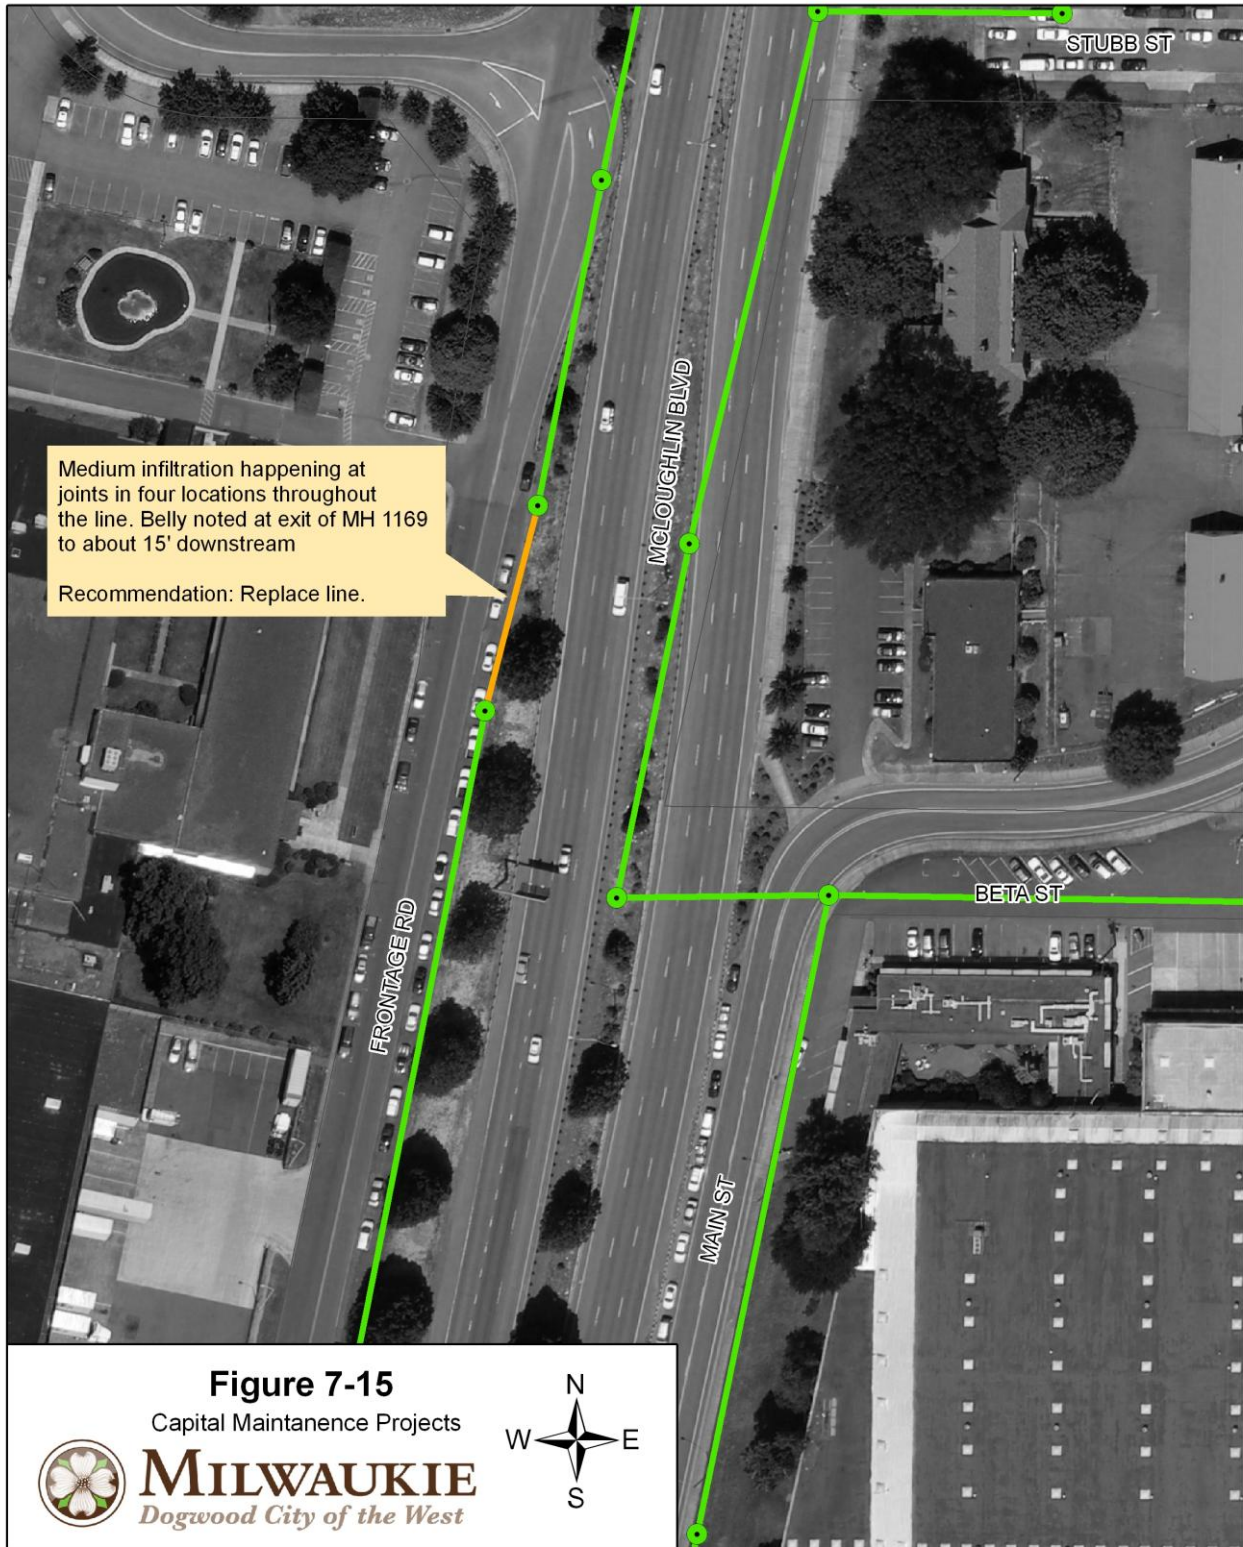 STUBB ST
MCLOUGHLIN BLVD
Medium infiltration happening at
joints in four locations throughout
the line. Belly noted at exit of MH 1169
to about 15' downstream
Recommendation: Replace line.
BETA ST
FRONTAGE RD
MAIN ST
Figure 7-15
Capital Maintanence Projects
MILWAUKIE
Dogwood City of the West
N
W E
S